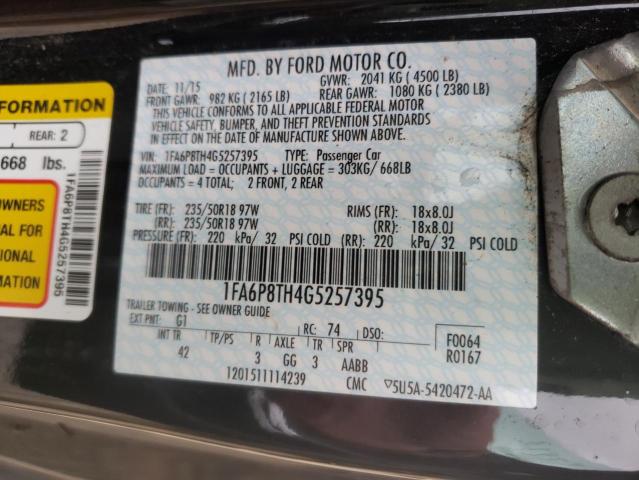 MFD. BY FORD MOTOR CO.
DATE: 11/15 GVWR: 2041 KG ( 4500 LB)
FRONT GAWR: 982 KG ( 2165 LB) REAR GAWR: 1080 KG ( 2380 LB)
THIS VEHICLE CONFORMS TO ALL APPLICABLE FEDERAL MOTOR
VEHICLE SAFETY, BUMPER, AND THEFT PREVENTION STANDARDS
IN EFFECT ON THE DATE OF MANUFACTURE SHOWN ABOVE.
VIN: 1FA6P8TH4G5257395 TYPE: Passenger Car
MAXIMUM LOAD = OCCUPANTS + LUGGAGE = 303KG/ 668LB
OCCUPANTS = 4 TOTAL; 2 FRONT, 2 REAR
TIRE (FR): 235/50R18 97W RIMS (FR): 18x8.0J
(RR): 235/50R18 97W (RR): 18x8.0J
PRESSURE (FR): 220 kPa/ 32 PSI COLD (RR): 220 kPa/ 32 PSI COLD
1FA6P8TH4G5257395
TRAILER TOWING - SEE OWNER GUIDE
EXT PNT: G1 RC: 74 DSO:
INT TR TP/PS R AXLE TR SPR
42 3 GG 3 AABB
F0064
R0167
1201511114239 CMC ▽5U5A-5420472-AA
FORMATION
REAR: 2
668 lbs.
OWNERS
AL FOR
ONAL
ATION
1FA6P8TH4G5257395